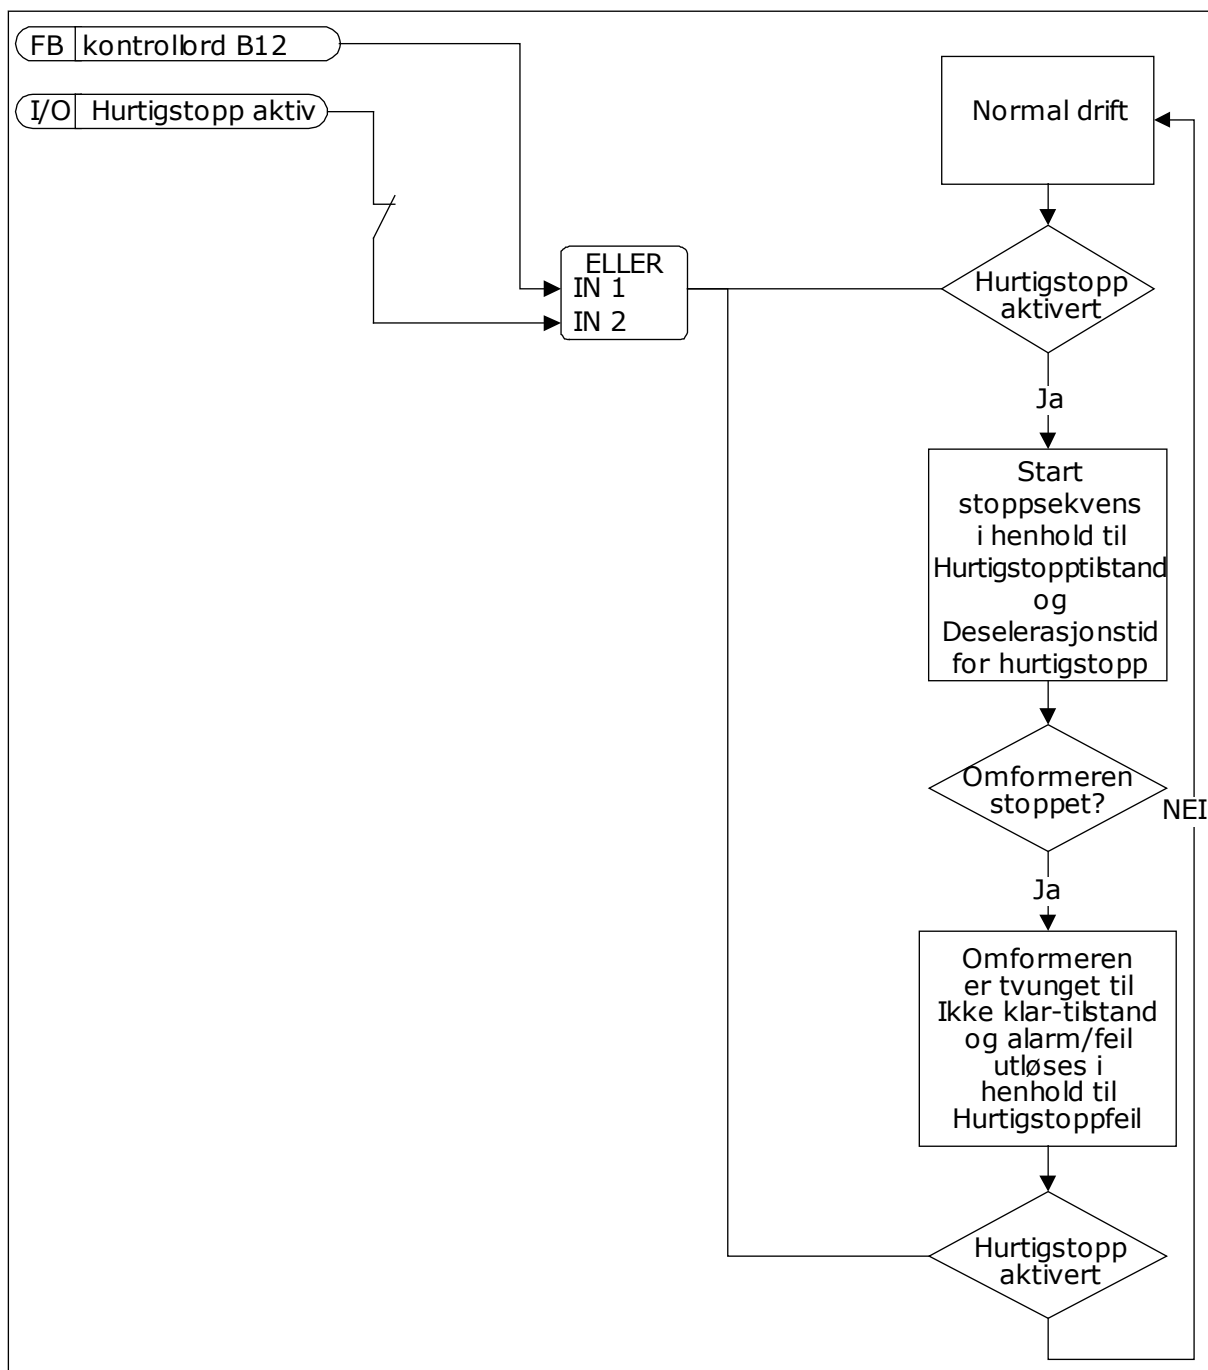 FB kontrollord B12
I/O Hurtigstopp aktiv
ELLER
IN 1
IN 2
Normal drift
Hurtigstopp
aktivert
Ja
Start
stoppsekvens
i henhold til
Hurtigstopptilstand
og
Deselerasjonstid
for hurtigstopp
Omformeren
stoppet?
NEI
Ja
Omformeren
er tvunget til
Ikke klar-tilstand
og alarm/feil
utløses i
henhold til
Hurtigstoppfeil
Hurtigstopp
aktivert